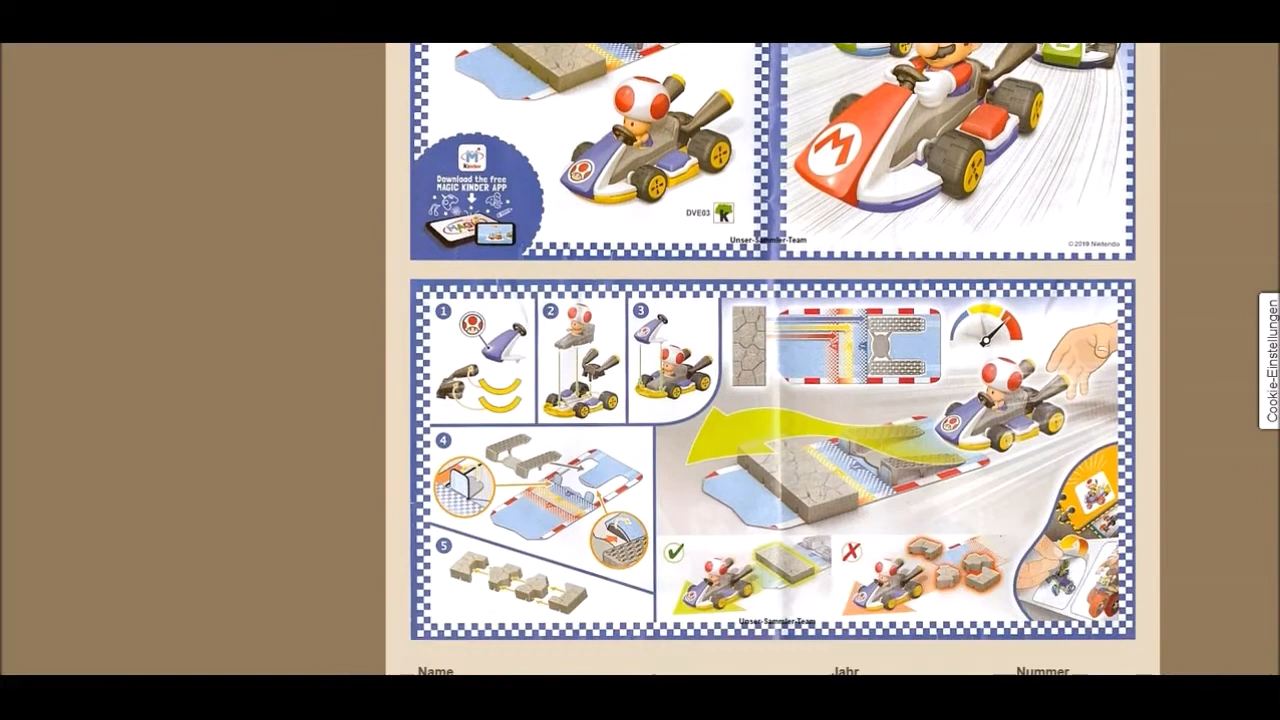 M
kinder
Download the free
MAGIC KINDER APP
MAGIC
DVE03
K
Unser-Sammler-Team
M
©2019 Nintendo
1
2
3
4
5
Unser-Sammler-Team
Name
Jahr
Nummer
Cookie-Einstellungen